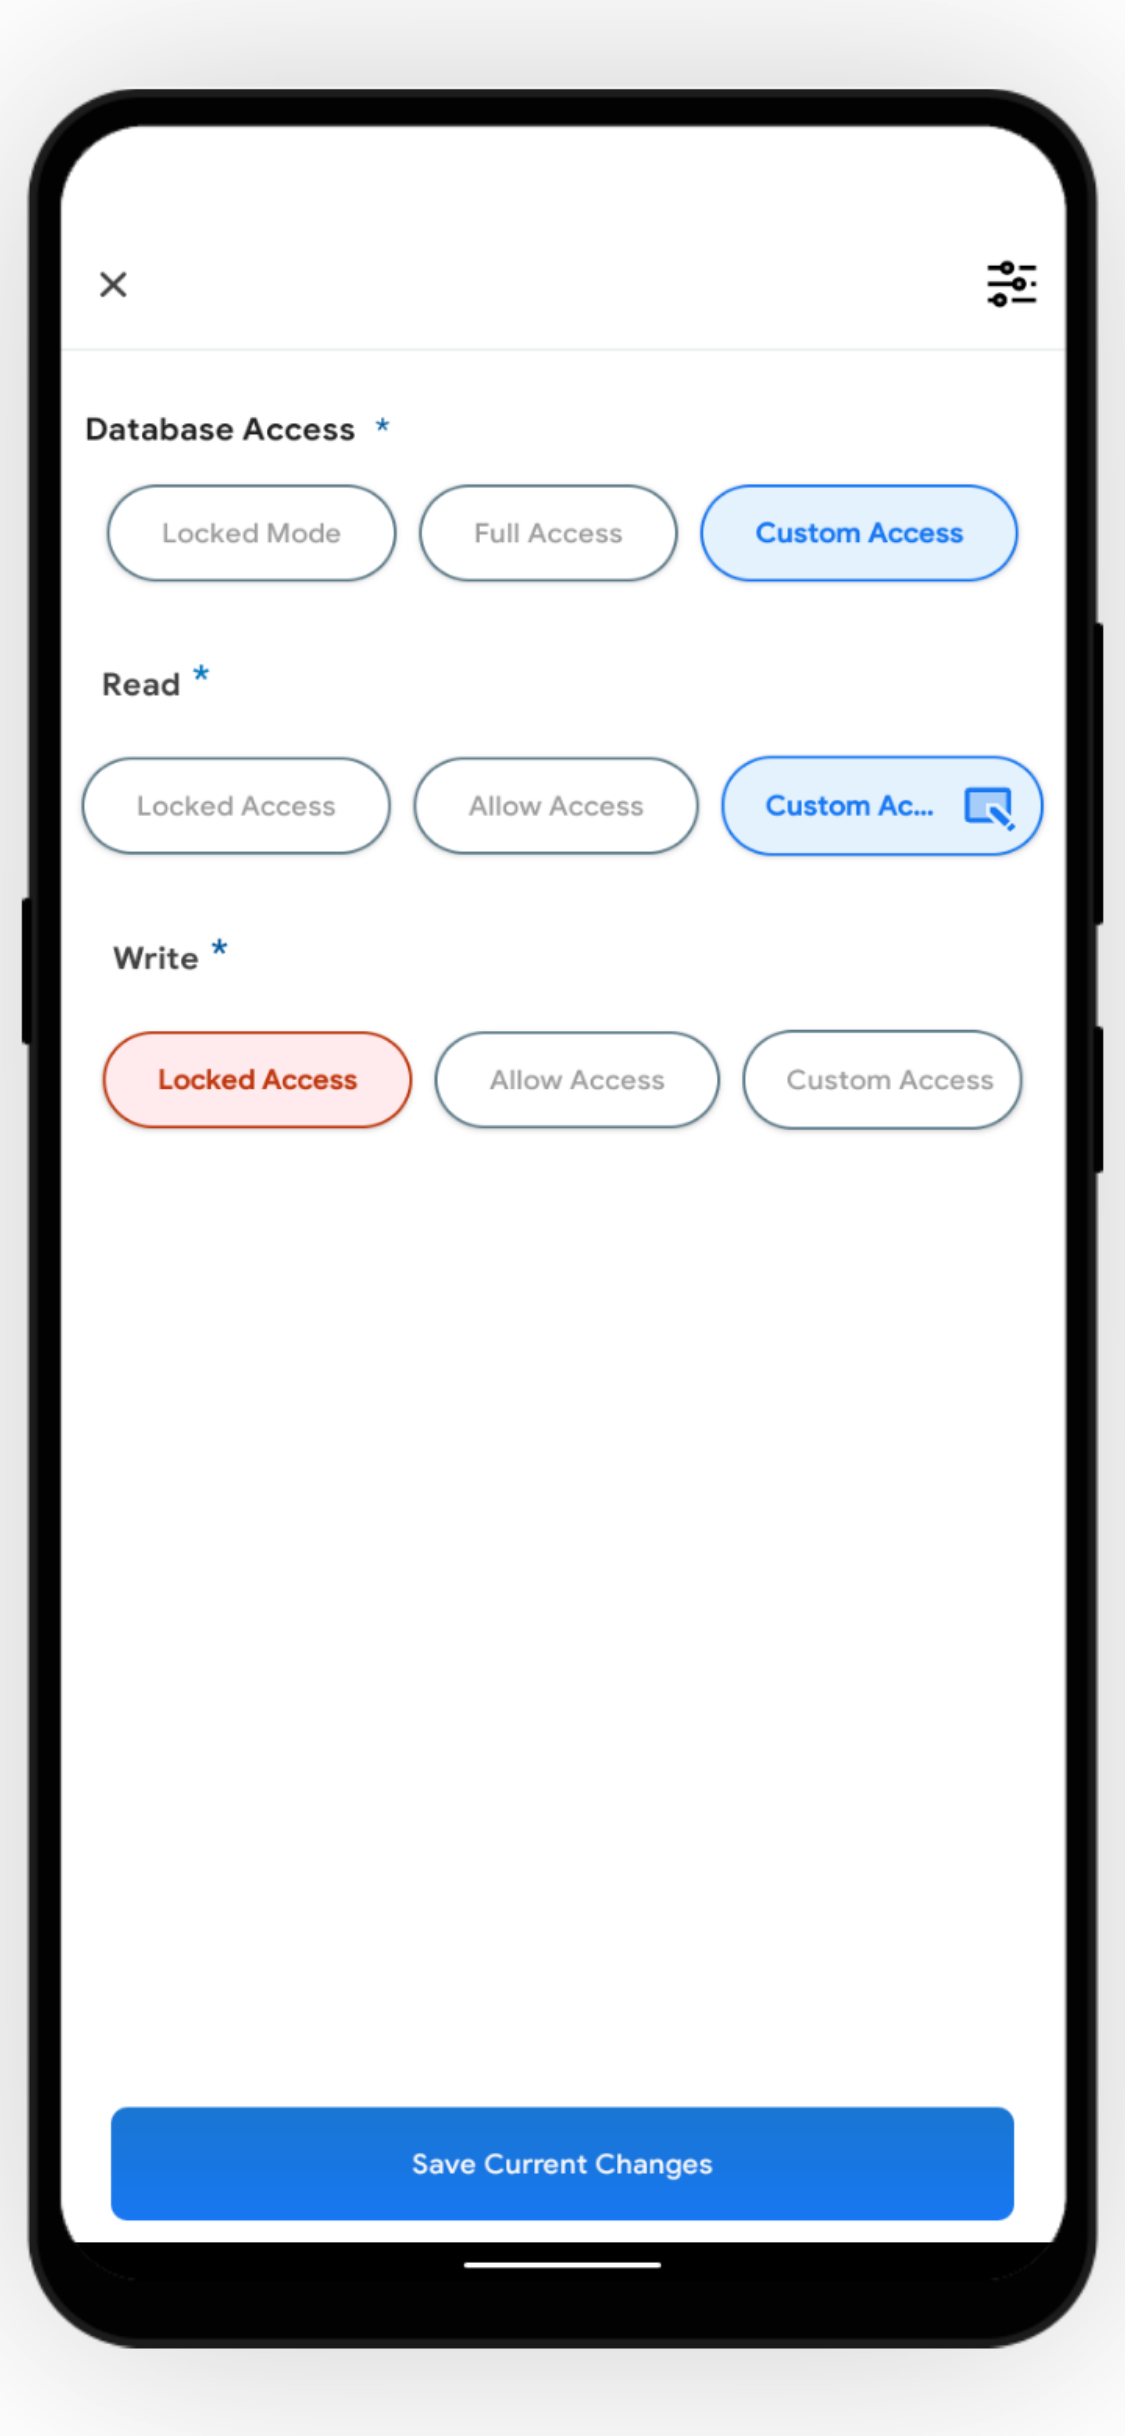 Database Access *
Locked Mode Full Access Custom Access
Read *
Locked Access Allow Access Custom Ac...
Write *
Locked Access Allow Access Custom Access
Save Current Changes